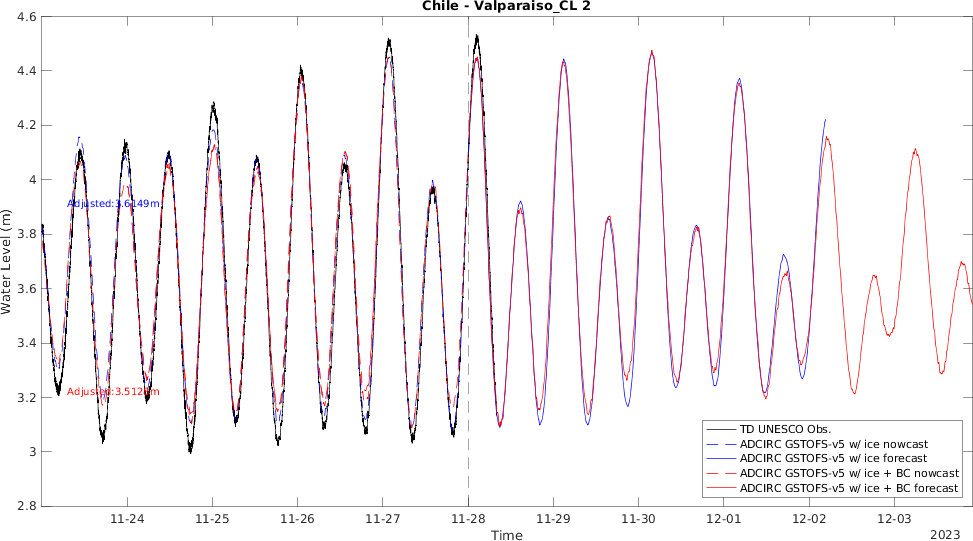 Chile - Valparaiso_CL 2
Water Level (m)
4.6
4.4
4.2
4
3.8
3.6
3.4
3.2
3
2.8
Adjusted:3.6149m
Adjusted:3.5128m
TD UNESCO Obs.
ADCIRC GSTOFS-v5 w/ ice nowcast
ADCIRC GSTOFS-v5 w/ ice forecast
ADCIRC GSTOFS-v5 w/ ice + BC nowcast
ADCIRC GSTOFS-v5 w/ ice + BC forecast
11-24 11-25 11-26 11-27 11-28 11-29 11-30 12-01 12-02 12-03
Time
2023